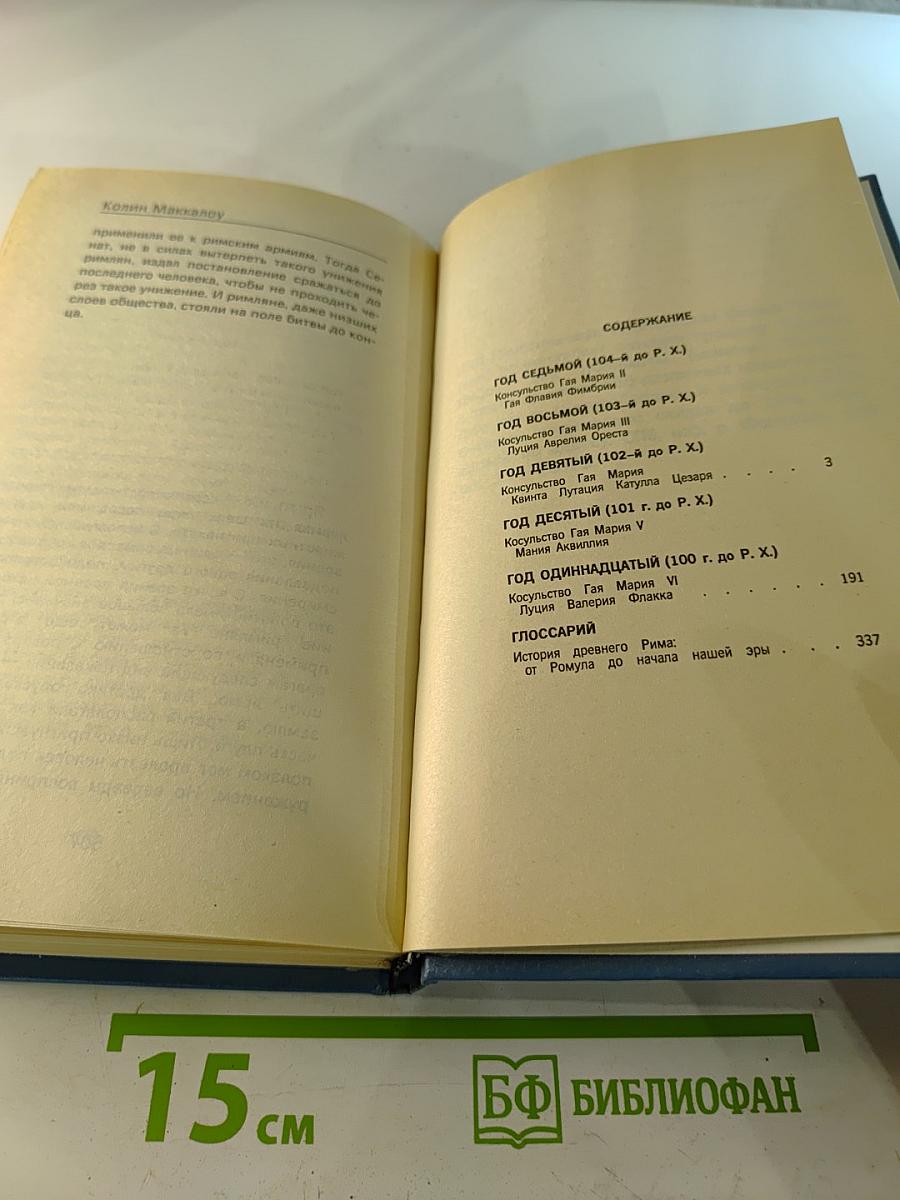 Колин Маккалоу
применили ее к римским армиям. Тогда Се-
нат, не в силах вытерпеть такого унижения
римлян, издал постановление сражаться до
последнего человека, чтобы не проходить че-
рез такое унижение. И римляне, даже низших
слоев общества, стояли на поле битвы до кон-
ца.
СОДЕРЖАНИЕ
ГОД СЕДЬМОЙ (104-й до Р. Х.)
Консульство Гая Мария II
Гая Флавия Фимбрии
ГОД ВОСЬМОЙ (103-й до Р. Х.)
Косульство Гая Мария III
Луция Аврелия Ореста
ГОД ДЕВЯТЫЙ (102-й до Р. Х.)
Консульство Гая Мария
Квинта Лутация Катулла Цезаря . . . . 3
ГОД ДЕСЯТЫЙ (101 г. до Р. Х.)
Косульство Гая Мария V
Мания Аквиллия
ГОД ОДИННАДЦАТЫЙ (100 г. до Р. Х.)
Косульство Гая Мария VI
Луция Валерия Флакка . . . . . . 191
ГЛОССАРИЙ
История древнего Рима:
от Ромула до начала нашей эры . . . 337
15 см
БФ БИБЛИОФАН